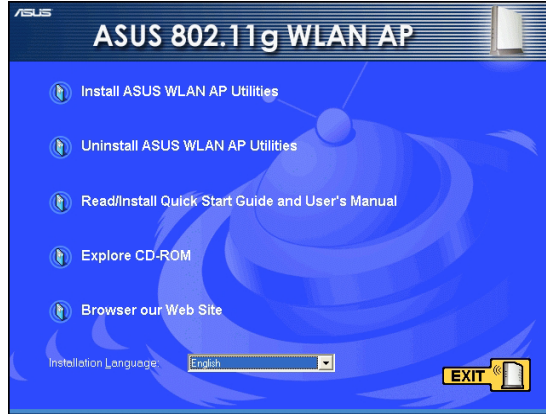 ASUS
ASUS 802.11g WLAN AP
Install ASUS WLAN AP Utilities
Uninstall ASUS WLAN AP Utilities
Read/Install Quick Start Guide and User's Manual
Explore CD-ROM
Browser our Web Site
Installation Language: English
EXIT